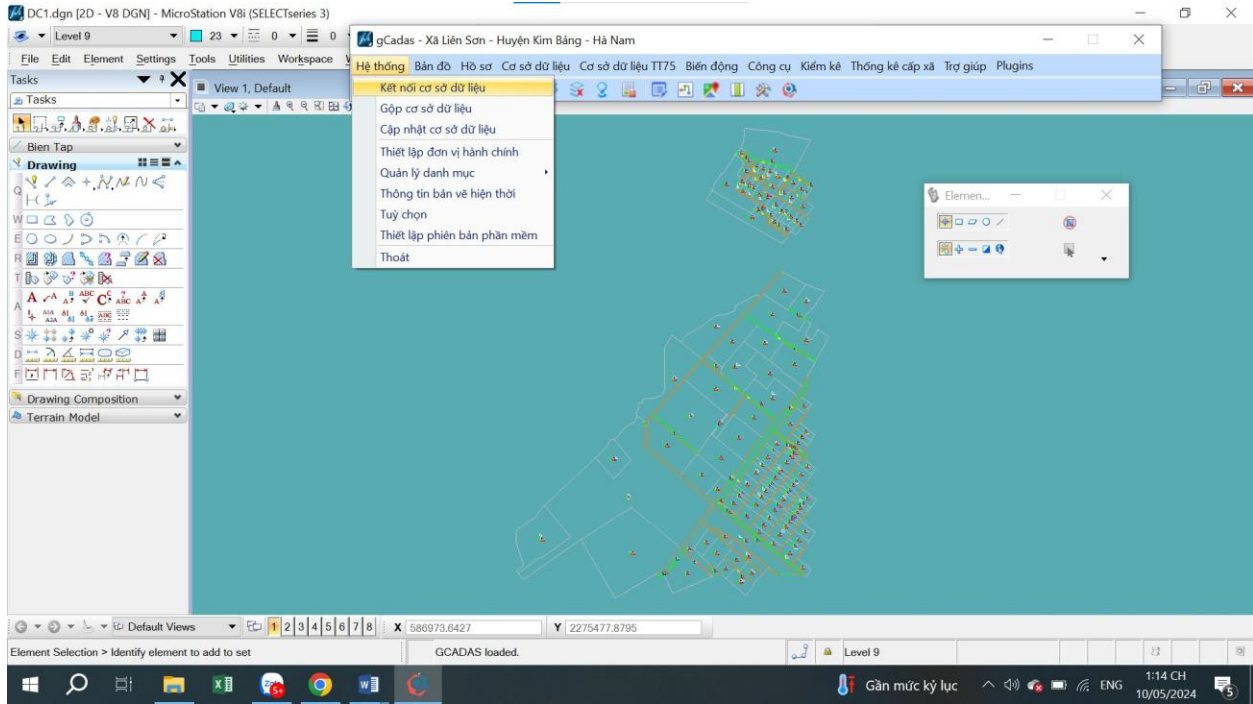 DC1.dgn [2D - V8 DGN] - MicroStation V8i (SELECTseries 3)
Level 9 23 0 0
gCadas - Xã Liên Sơn - Huyện Kim Bảng - Hà Nam
File Edit Element Settings Tools Utilities Workspace
Hệ thống Bản đồ Hồ sơ Cơ sở dữ liệu Cơ sở dữ liệu TT75 Biến động Công cụ Kiểm kê Thống kê cấp xã Trợ giúp Plugins
Kết nối cơ sở dữ liệu
Gộp cơ sở dữ liệu
Cập nhật cơ sở dữ liệu
Thiết lập đơn vị hành chính
Quản lý danh mục
Thông tin bản vẽ hiện thời
Tuỳ chọn
Thiết lập phiên bản phần mềm
Thoát
Tasks
Tasks
View 1, Default
Bien Tap
Drawing
Q
W
E
R
T
A
S
D
F
Drawing Composition
Terrain Model
Elemen...
Default Views 1 2 3 4 5 6 7 8 X 586973.6427 Y 2275477.8795
Element Selection > Identify element to add to set GCADAS loaded. Level 9
Gần mức kỷ lục ENG 1:14 CH
10/05/2024 5